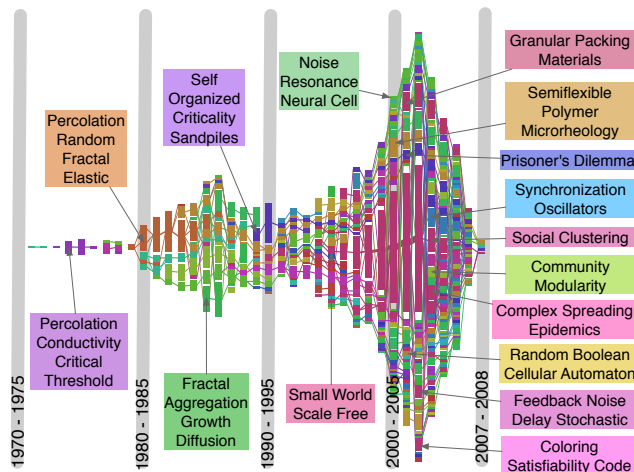 Percolation
Random
Fractal
Elastic
Self
Organized
Criticality
Sandpiles
Noise
Resonance
Neural Cell
Granular Packing
Materials
Semiflexible
Polymer
Microrheology
Prisoner's Dilemma
Synchronization
Oscillators
Social Clustering
Community
Modularity
Complex Spreading
Epidemics
Random Boolean
Cellular Automaton
Feedback Noise
Delay Stochastic
Coloring
Satisfiability Code
Percolation
Conductivity
Critical
Threshold
Fractal
Aggregation
Growth
Diffusion
Small World
Scale Free
1970 - 1975
1980 - 1985
1990 - 1995
2000 - 2005
2007 - 2008